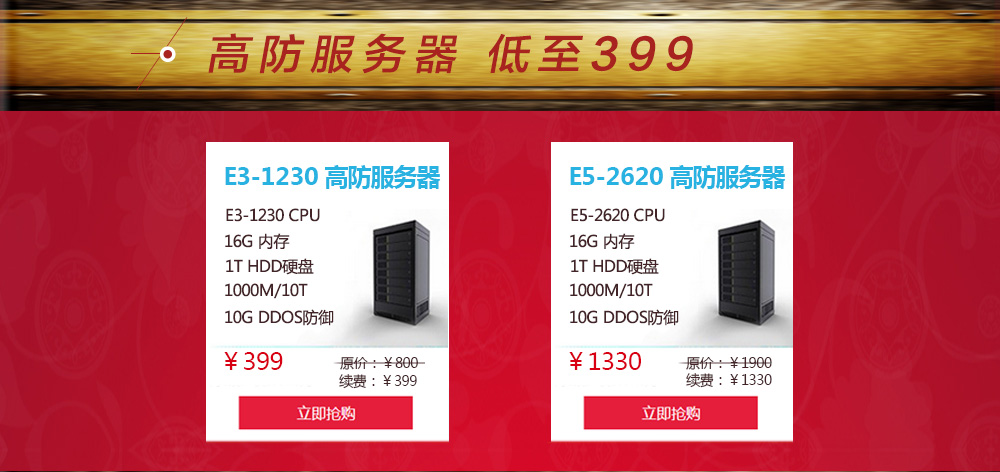 高防服务器 低至399
E3-1230 高防服务器
E3-1230 CPU
16G 内存
1T HDD硬盘
1000M/10T
10G DDOS防御
￥399
原价：￥800
续费：￥399
立即抢购
E5-2620 高防服务器
E5-2620 CPU
16G 内存
1T HDD硬盘
1000M/10T
10G DDOS防御
￥1330
原价：￥1900
续费：￥1330
立即抢购